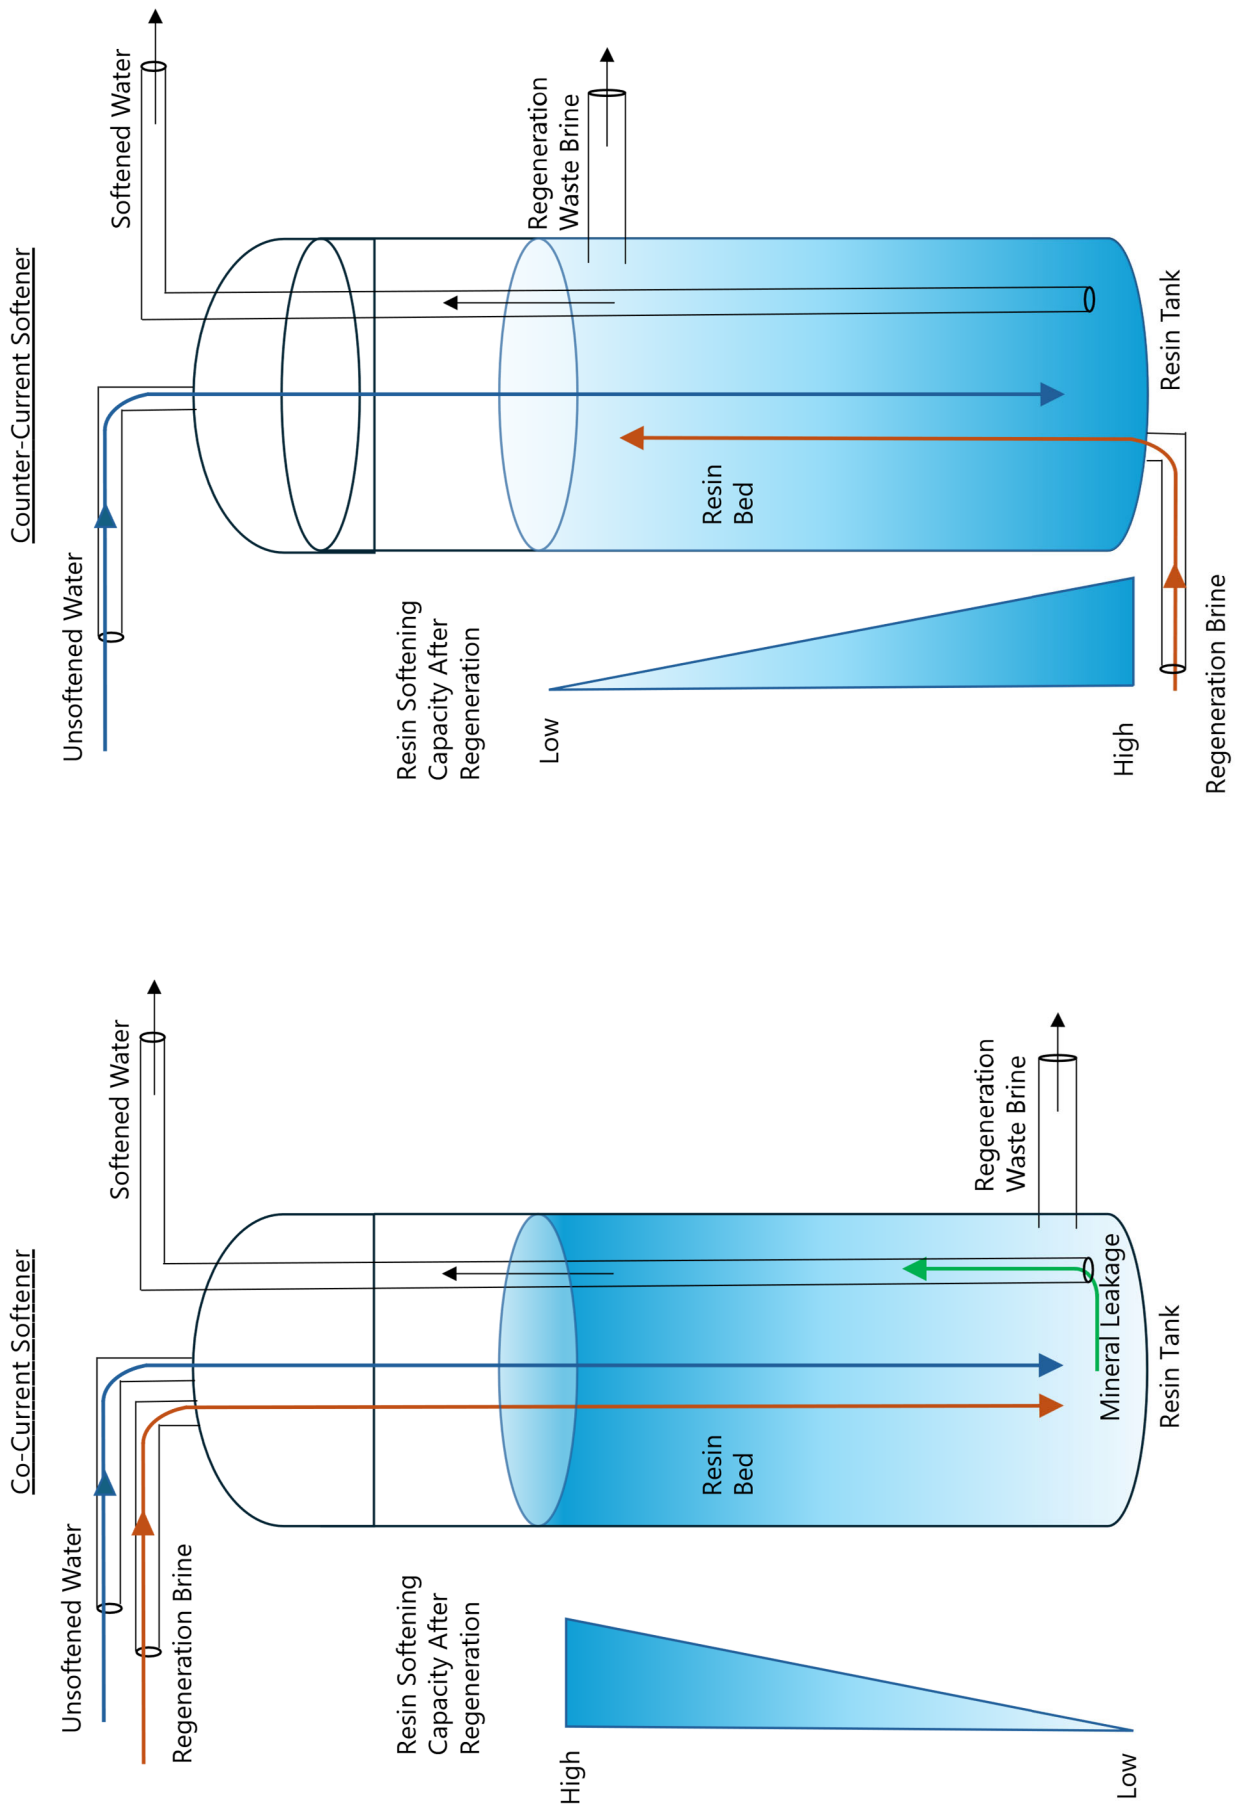 Co-Current Softener
Unsoftened Water
Regeneration Brine
Softened Water
Resin Softening
Capacity After
Regeneration
High
Low
Resin
Bed
Regeneration
Waste Brine
Mineral Leakage
Resin Tank
Counter-Current Softener
Unsoftened Water
Softened Water
Resin Softening
Capacity After
Regeneration
Low
High
Regeneration
Waste Brine
Resin
Bed
Resin Tank
Regeneration Brine